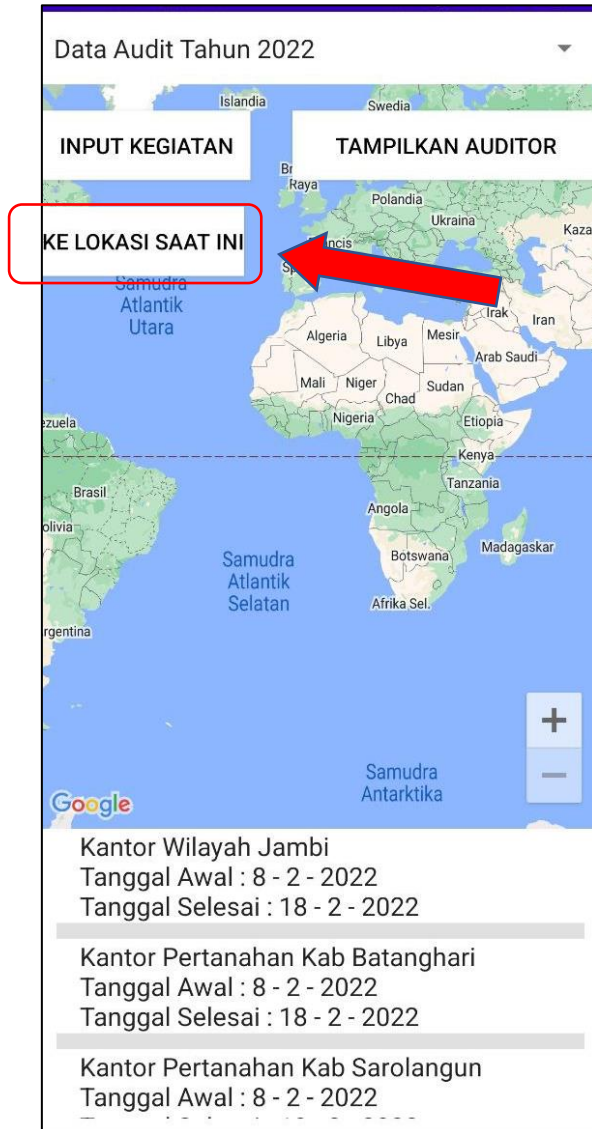 Data Audit Tahun 2022
Islandia
Swedia
INPUT KEGIATAN
TAMPILKAN AUDITOR
Raya
Polandia
Ukraina
KE LOKASI SAAT INI
Samudra
Atlantik
Utara
Irak
Iran
Algeria
Libya
Mesir
Arab Saudi
Mali
Niger
Chad
Sudan
Nigeria
Etiopia
Kenya
Brasil
Tanzania
Angola
Samudra
Atlantik
Selatan
Botswana
Madagaskar
Afrika Sel.
Samudra
Antarktika
Google
Kantor Wilayah Jambi
Tanggal Awal : 8 - 2 - 2022
Tanggal Selesai : 18 - 2 - 2022
Kantor Pertanahan Kab Batanghari
Tanggal Awal : 8 - 2 - 2022
Tanggal Selesai : 18 - 2 - 2022
Kantor Pertanahan Kab Sarolangun
Tanggal Awal : 8 - 2 - 2022